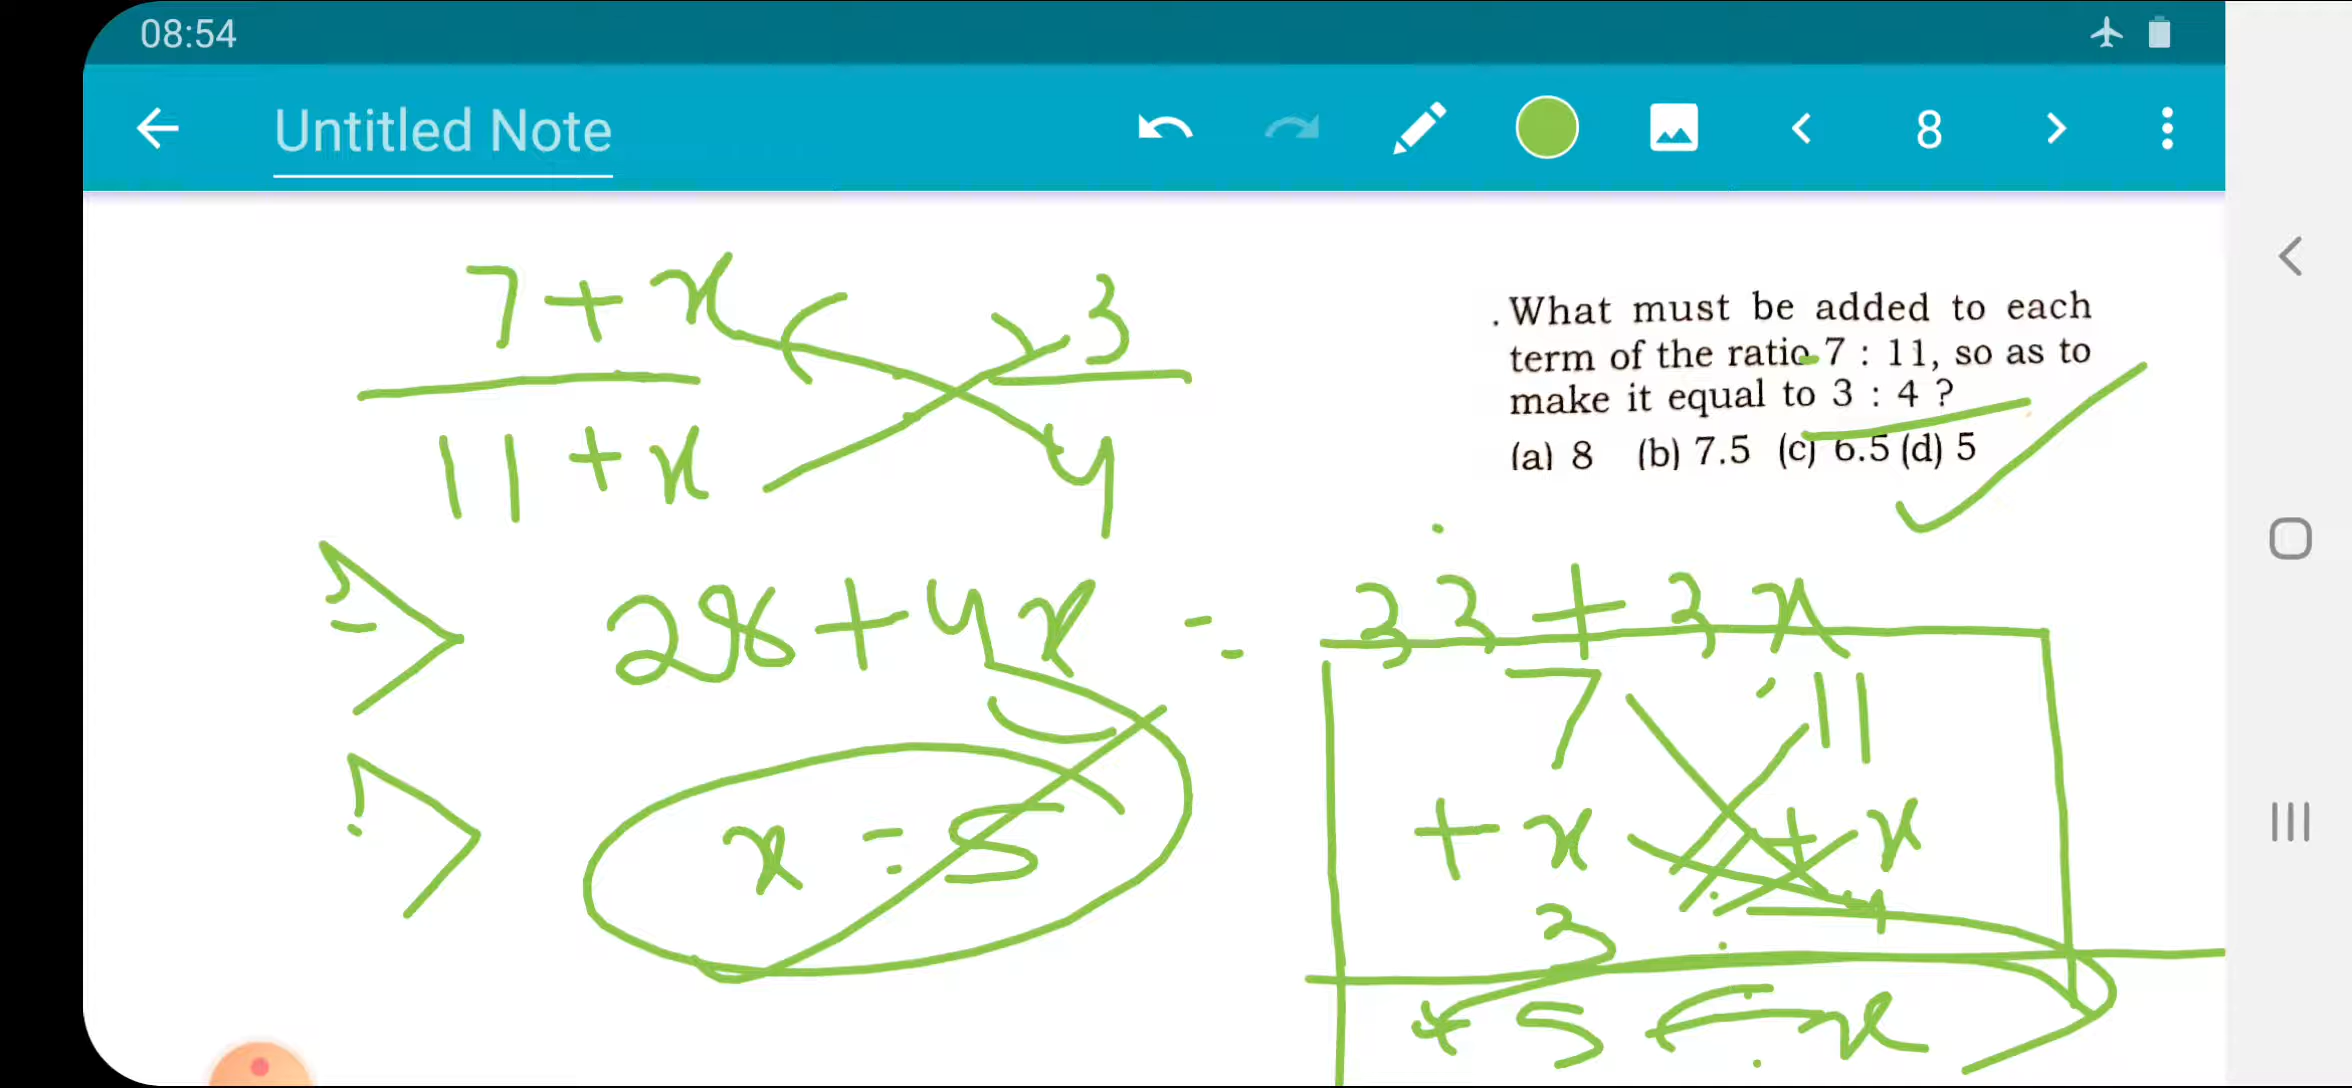 08:54
Untitled Note
8
7 + x
3
11 + x
4
. What must be added to each
term of the ratio 7 : 11, so as to
make it equal to 3 : 4 ?
(a) 8 (b) 7.5 (c) 6.5 (d) 5
28 + 4x = 33 + 3x
x = 5
7 : 11
+ x + x
3 : 4
5 x